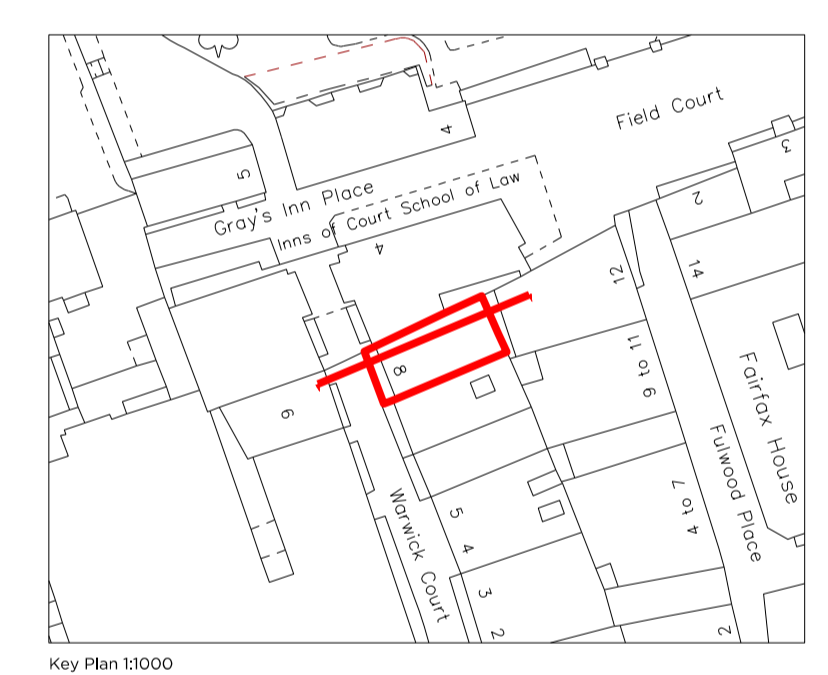 Field Court
3
4
5
Gray's Inn Place
Inns of Court School of Law
2
4
12
14
8
9 to 11
Fairfax House
6
Fulwood Place
4 to 7
Warwick Court
5
4
3
2
2
Key Plan 1:1000